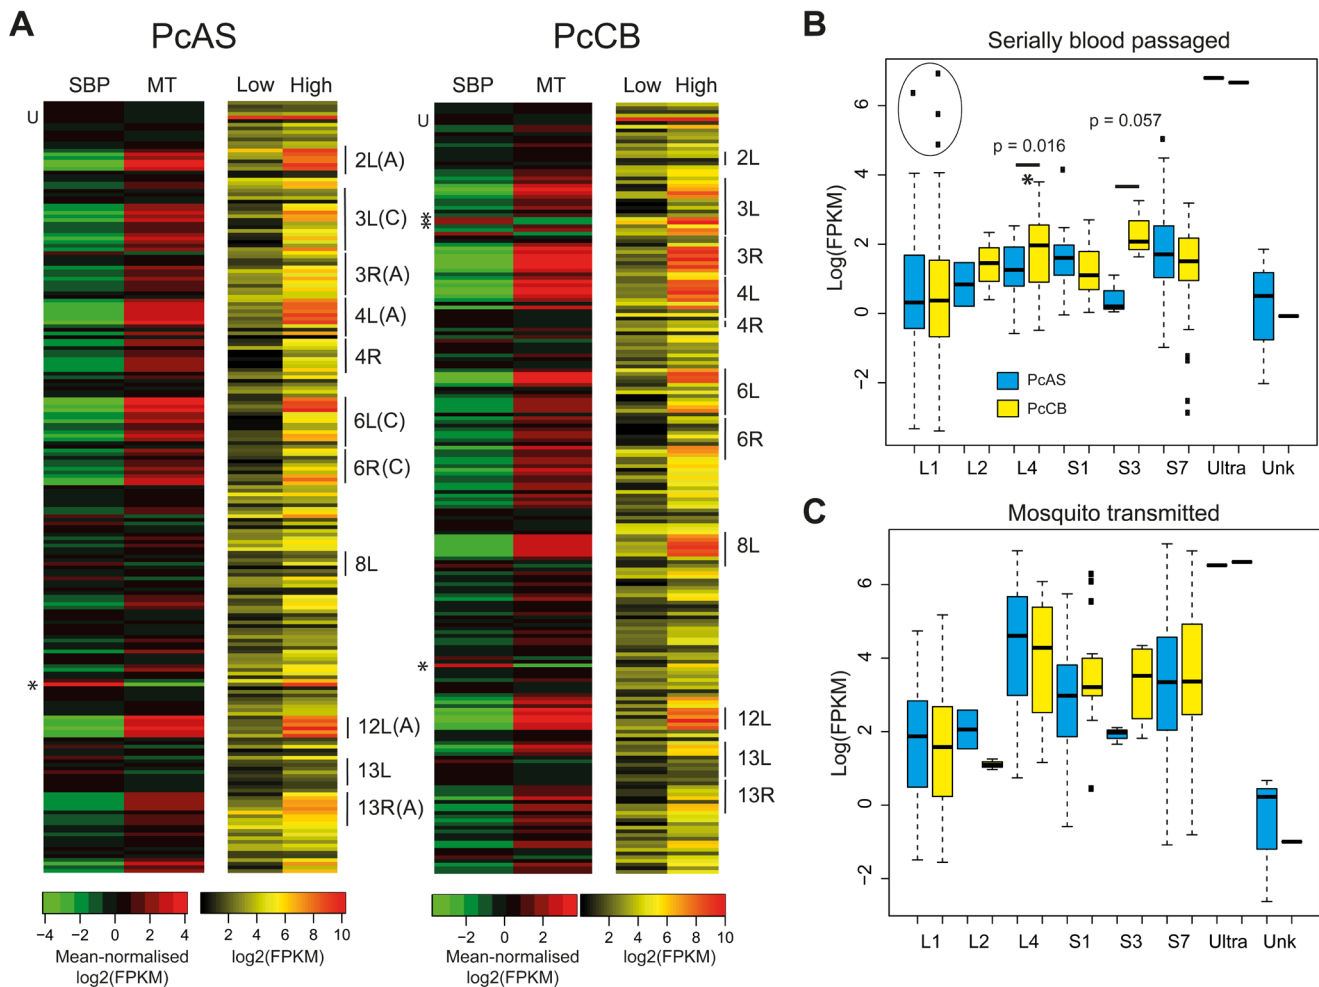 A
PcAS
PcCB
SBP MT Low High
SBP MT Low High
U
2L(A)
3L(C)
3R(A)
4L(A)
4R
6L(C)
6R(C)
8L
*
12L(A)
13L
13R(A)
U
2L
3L
*
*
3R
4L
4R
6L
6R
8L
*
12L
13L
13R
−4 −2 0 2 4
Mean-normalised
log2(FPKM)
2 4 6 8 10
log2(FPKM)
−2 0 2
Mean-normalised
log2(FPKM)
2 4 6 8 10
log2(FPKM)
B
Serially blood passaged
Log(FPKM)
6
4
2
0
−2
p = 0.016
*
p = 0.057
PcAS
PcCB
L1 L2 L4 S1 S3 S7 Ultra Unk
C
Mosquito transmitted
Log(FPKM)
6
4
2
0
−2
L1 L2 L4 S1 S3 S7 Ultra Unk